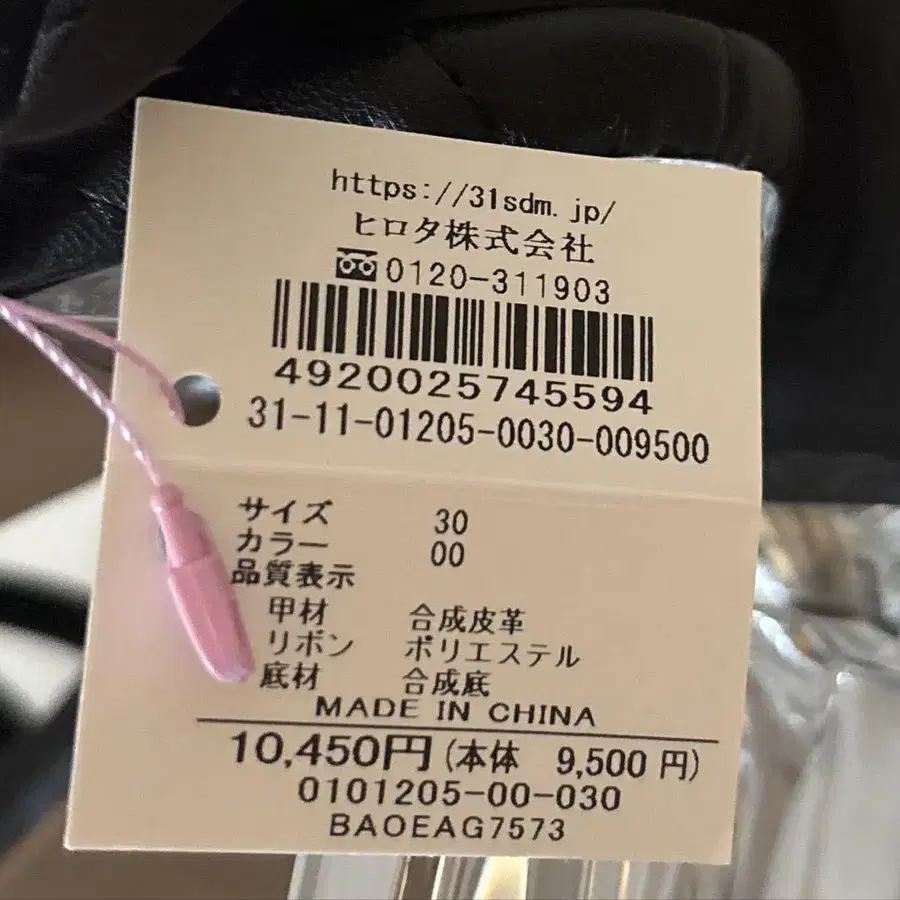 https://31sdm.jp/
ヒロタ株式会社
0120-311903
4920025745594
31-11-01205-0030-009500
サイズ 30
カラー 00
品質表示
甲材 合成皮革
リボン ポリエステル
底材 合成底
MADE IN CHINA
10,450円(本体 9,500円)
0101205-00-030
BAOEAG7573